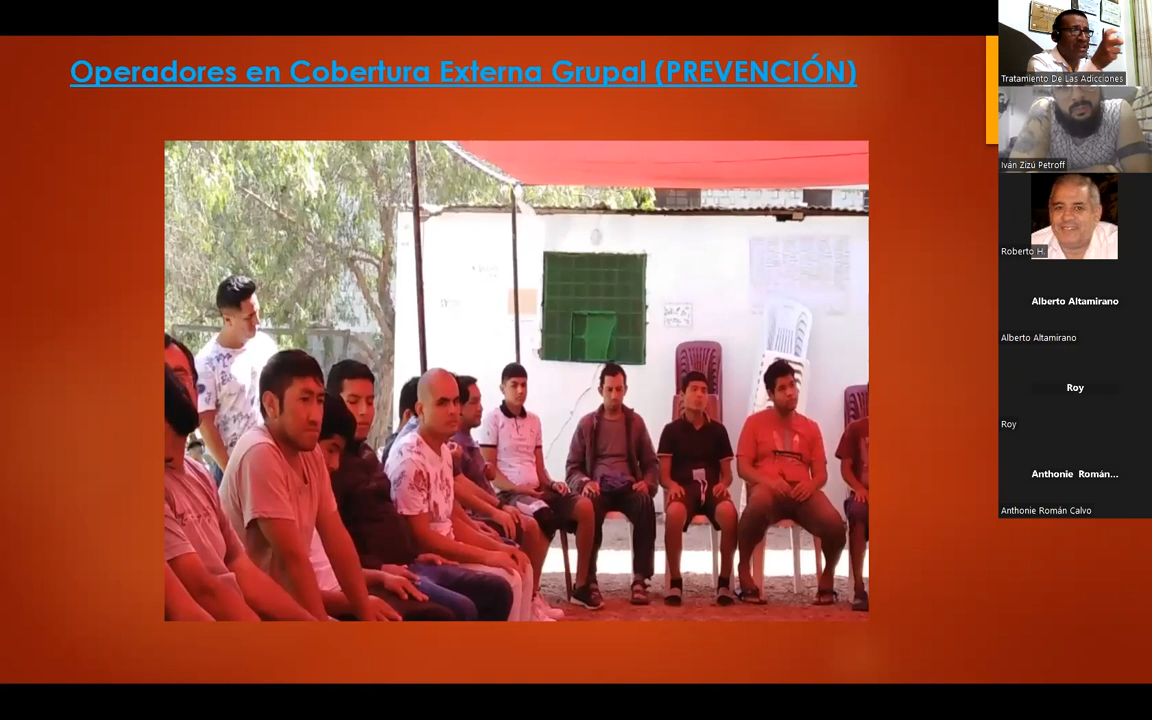 Operadores en Cobertura Externa Grupal (PREVENCIÓN)
Tratamiento De Las Adicciones
Iván Zizú Petroff
Roberto H.
Alberto Altamirano
Alberto Altamirano
Roy
Roy
Anthonie Román...
Anthonie Román Calvo